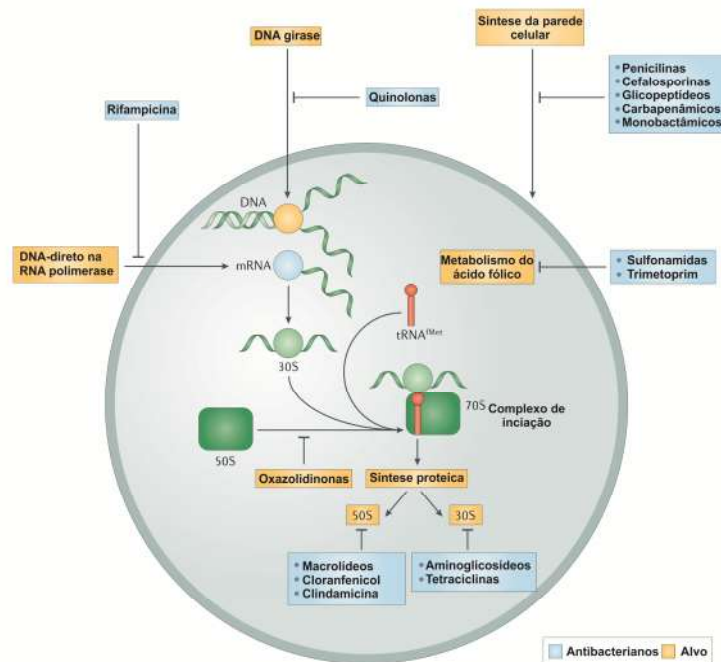 DNA girase
Síntese da parede
celular
Quinolonas
• Penicilinas
• Cefalosporinas
• Glicopeptídeos
• Carbapenâmicos
• Monobactâmicos
Rifampicina
DNA
DNA-direto na
RNA polimerase
mRNA
Metabolismo do
ácido fólico
• Sulfonamidas
• Trimetoprim
tRNAfMet
30S
70S
Complexo de
inciação
50S
Oxazolidinonas
Síntese proteica
50S
30S
• Macrolídeos
• Cloranfenicol
• Clindamicina
• Aminoglicosídeos
• Tetraciclinas
Antibacterianos
Alvo